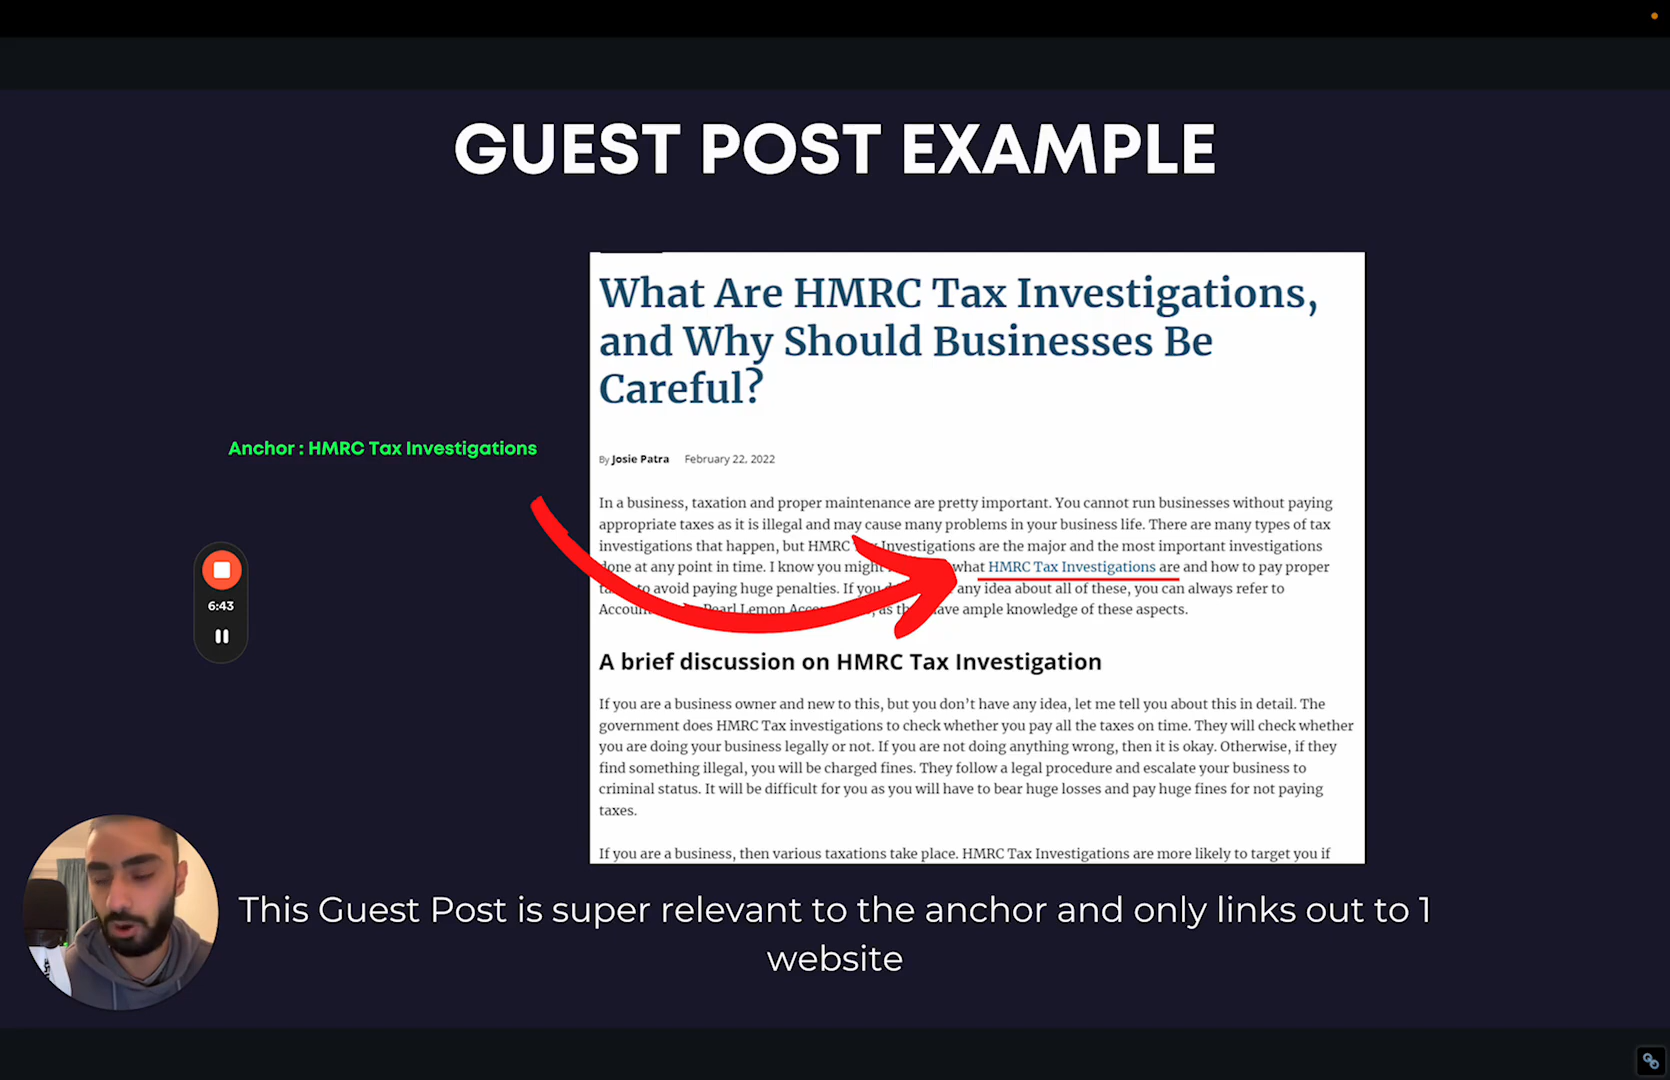 GUEST POST EXAMPLE
What Are HMRC Tax Investigations,
and Why Should Businesses Be
Careful?
Anchor : HMRC Tax Investigations
By Josie Patra February 22, 2022
In a business, taxation and proper maintenance are pretty important. You cannot run businesses without paying
appropriate taxes as it is illegal and may cause many problems in your business life. There are many types of tax
investigations that happen, but HMRC Investigations are the major and the most important investigations
done at any point in time. I know you might what HMRC Tax Investigations are and how to pay proper
to avoid paying huge penalties. If you any idea about all of these, you can always refer to
Pearl Lemon as ample knowledge of these aspects.
6:43
A brief discussion on HMRC Tax Investigation
If you are a business owner and new to this, but you don’t have any idea, let me tell you about this in detail. The
government does HMRC Tax investigations to check whether you pay all the taxes on time. They will check whether
you are doing your business legally or not. If you are not doing anything wrong, then it is okay. Otherwise, if they
find something illegal, you will be charged fines. They follow a legal procedure and escalate your business to
criminal status. It will be difficult for you as you will have to bear huge losses and pay huge fines for not paying
taxes.
If you are a business, then various taxations take place. HMRC Tax Investigations are more likely to target you if
This Guest Post is super relevant to the anchor and only links out to 1
website